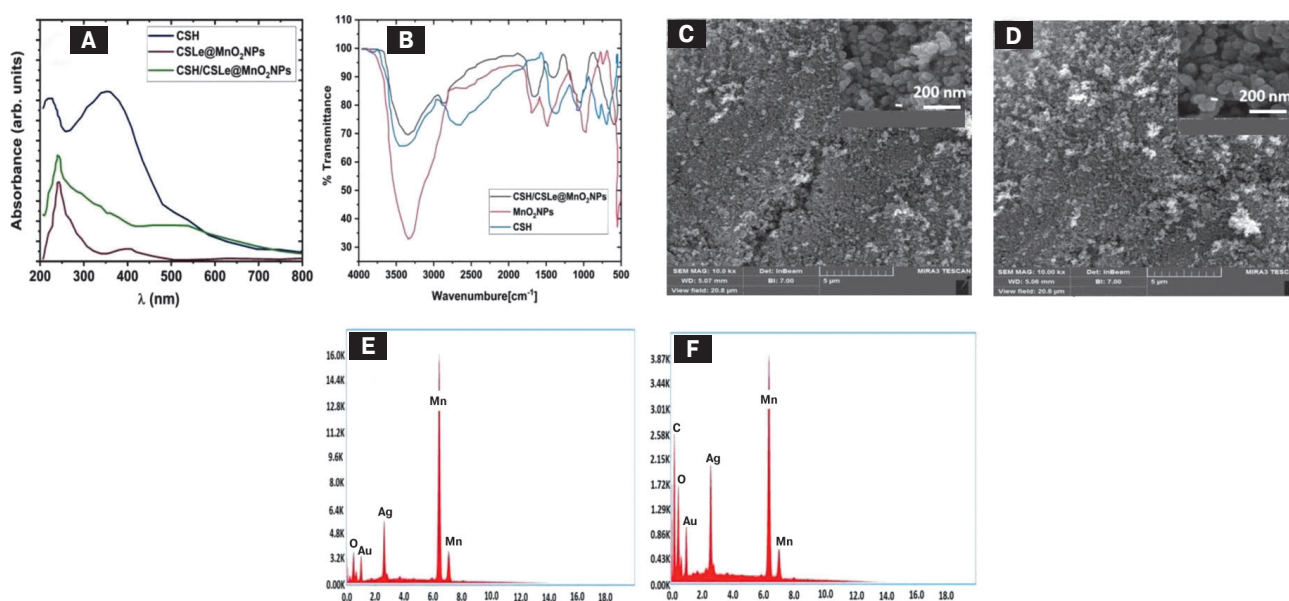 A
Absorbance (arb. units)
CSH
CSLe@MnO₂NPs
CSH/CSLe@MnO₂NPs
200 300 400 500 600 700 800
λ (nm)
B
% Transmittance
100
90
80
70
60
50
40
30
CSH/CSLe@MnO₂NPs
MnO₂NPs
CSH
4000 3500 3000 2500 2000 1500 1000 500
Wavenumbure[cm⁻¹]
C
200 nm
SEM MAG: 10.0 kx Det: InBeam MIRA3 TESCAN
WD: 5.07 mm BI: 7.00 5 µm
View field: 20.8 µm
D
200 nm
SEM MAG: 10.00 kx Det: InBeam MIRA3 TESCAN
WD: 5.06 mm BI: 7.00 5 µm
View field: 20.8 µm
E
16.0K
14.4K
12.8K
11.2K
9.6K
8.0K
6.4K
4.8K
3.2K
0.00K
O
Au
Ag
Mn
Mn
0.0 2.0 4.0 6.0 8.0 10.0 12.0 14.0 16.0 18.0
F
3.87K
3.44K
3.01K
2.58K
2.15K
1.72K
1.29K
0.86K
0.43K
0.00K
C
O
Au
Ag
Mn
Mn
0.0 2.0 4.0 6.0 8.0 10.0 12.0 14.0 16.0 18.0